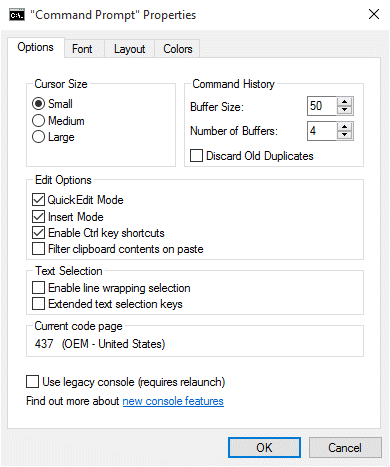 "Command Prompt" Properties
Options Font Layout Colors
Cursor Size
Small
Medium
Large
Command History
Buffer Size: 50
Number of Buffers: 4
Discard Old Duplicates
Edit Options
QuickEdit Mode
Insert Mode
Enable Ctrl key shortcuts
Filter clipboard contents on paste
Text Selection
Enable line wrapping selection
Extended text selection keys
Current code page
437 (OEM - United States)
Use legacy console (requires relaunch)
Find out more about new console features
OK Cancel